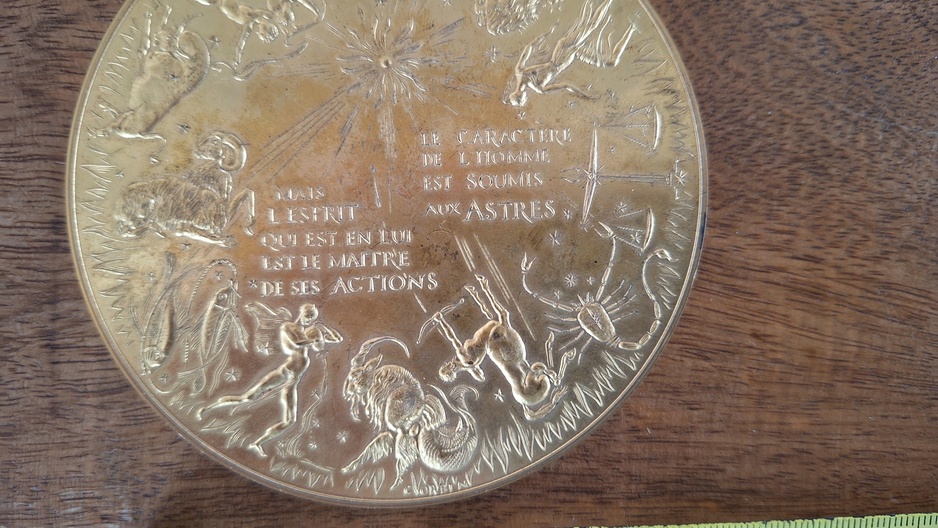 LE CARACTERE
DE L'HOMME
EST SOUMIS
AUX ASTRES
MAIS
L'ESPRIT
QUI EST EN LUI
EST LE MAITRE
DE SES ACTIONS